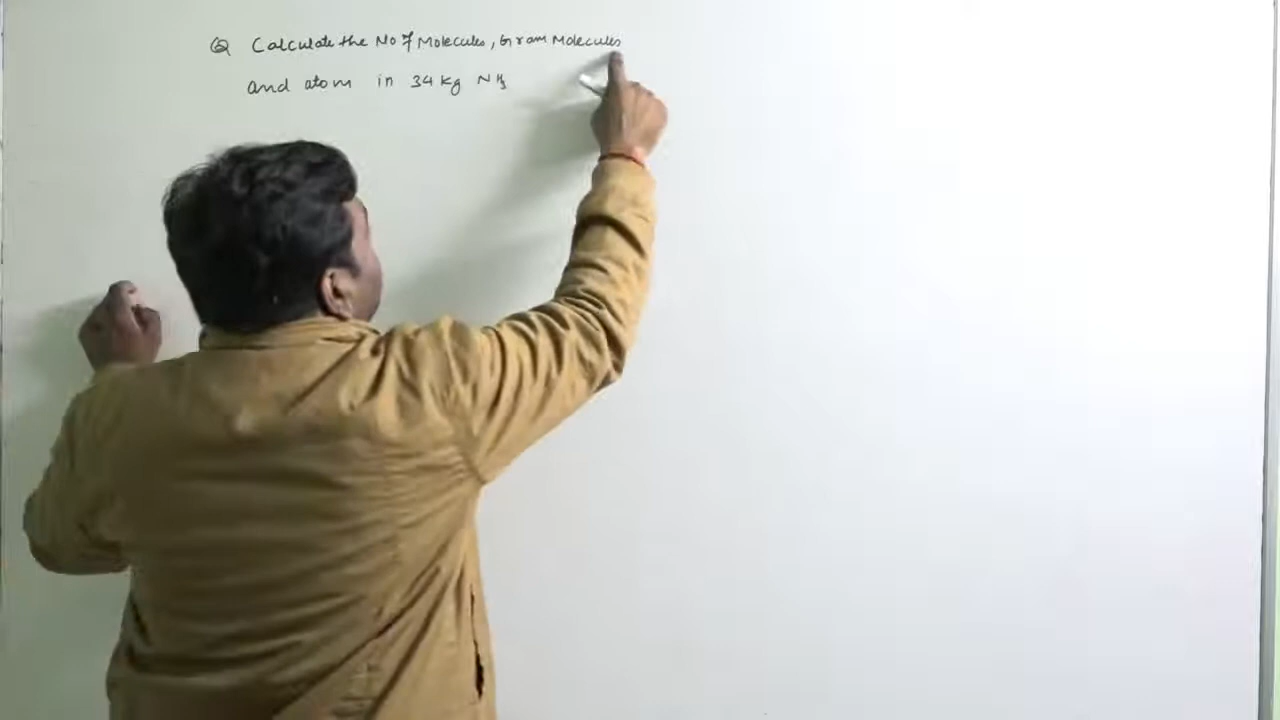 Q Calculate the No of Molecules, Gram Molecules
and atom in 34 kg NH3